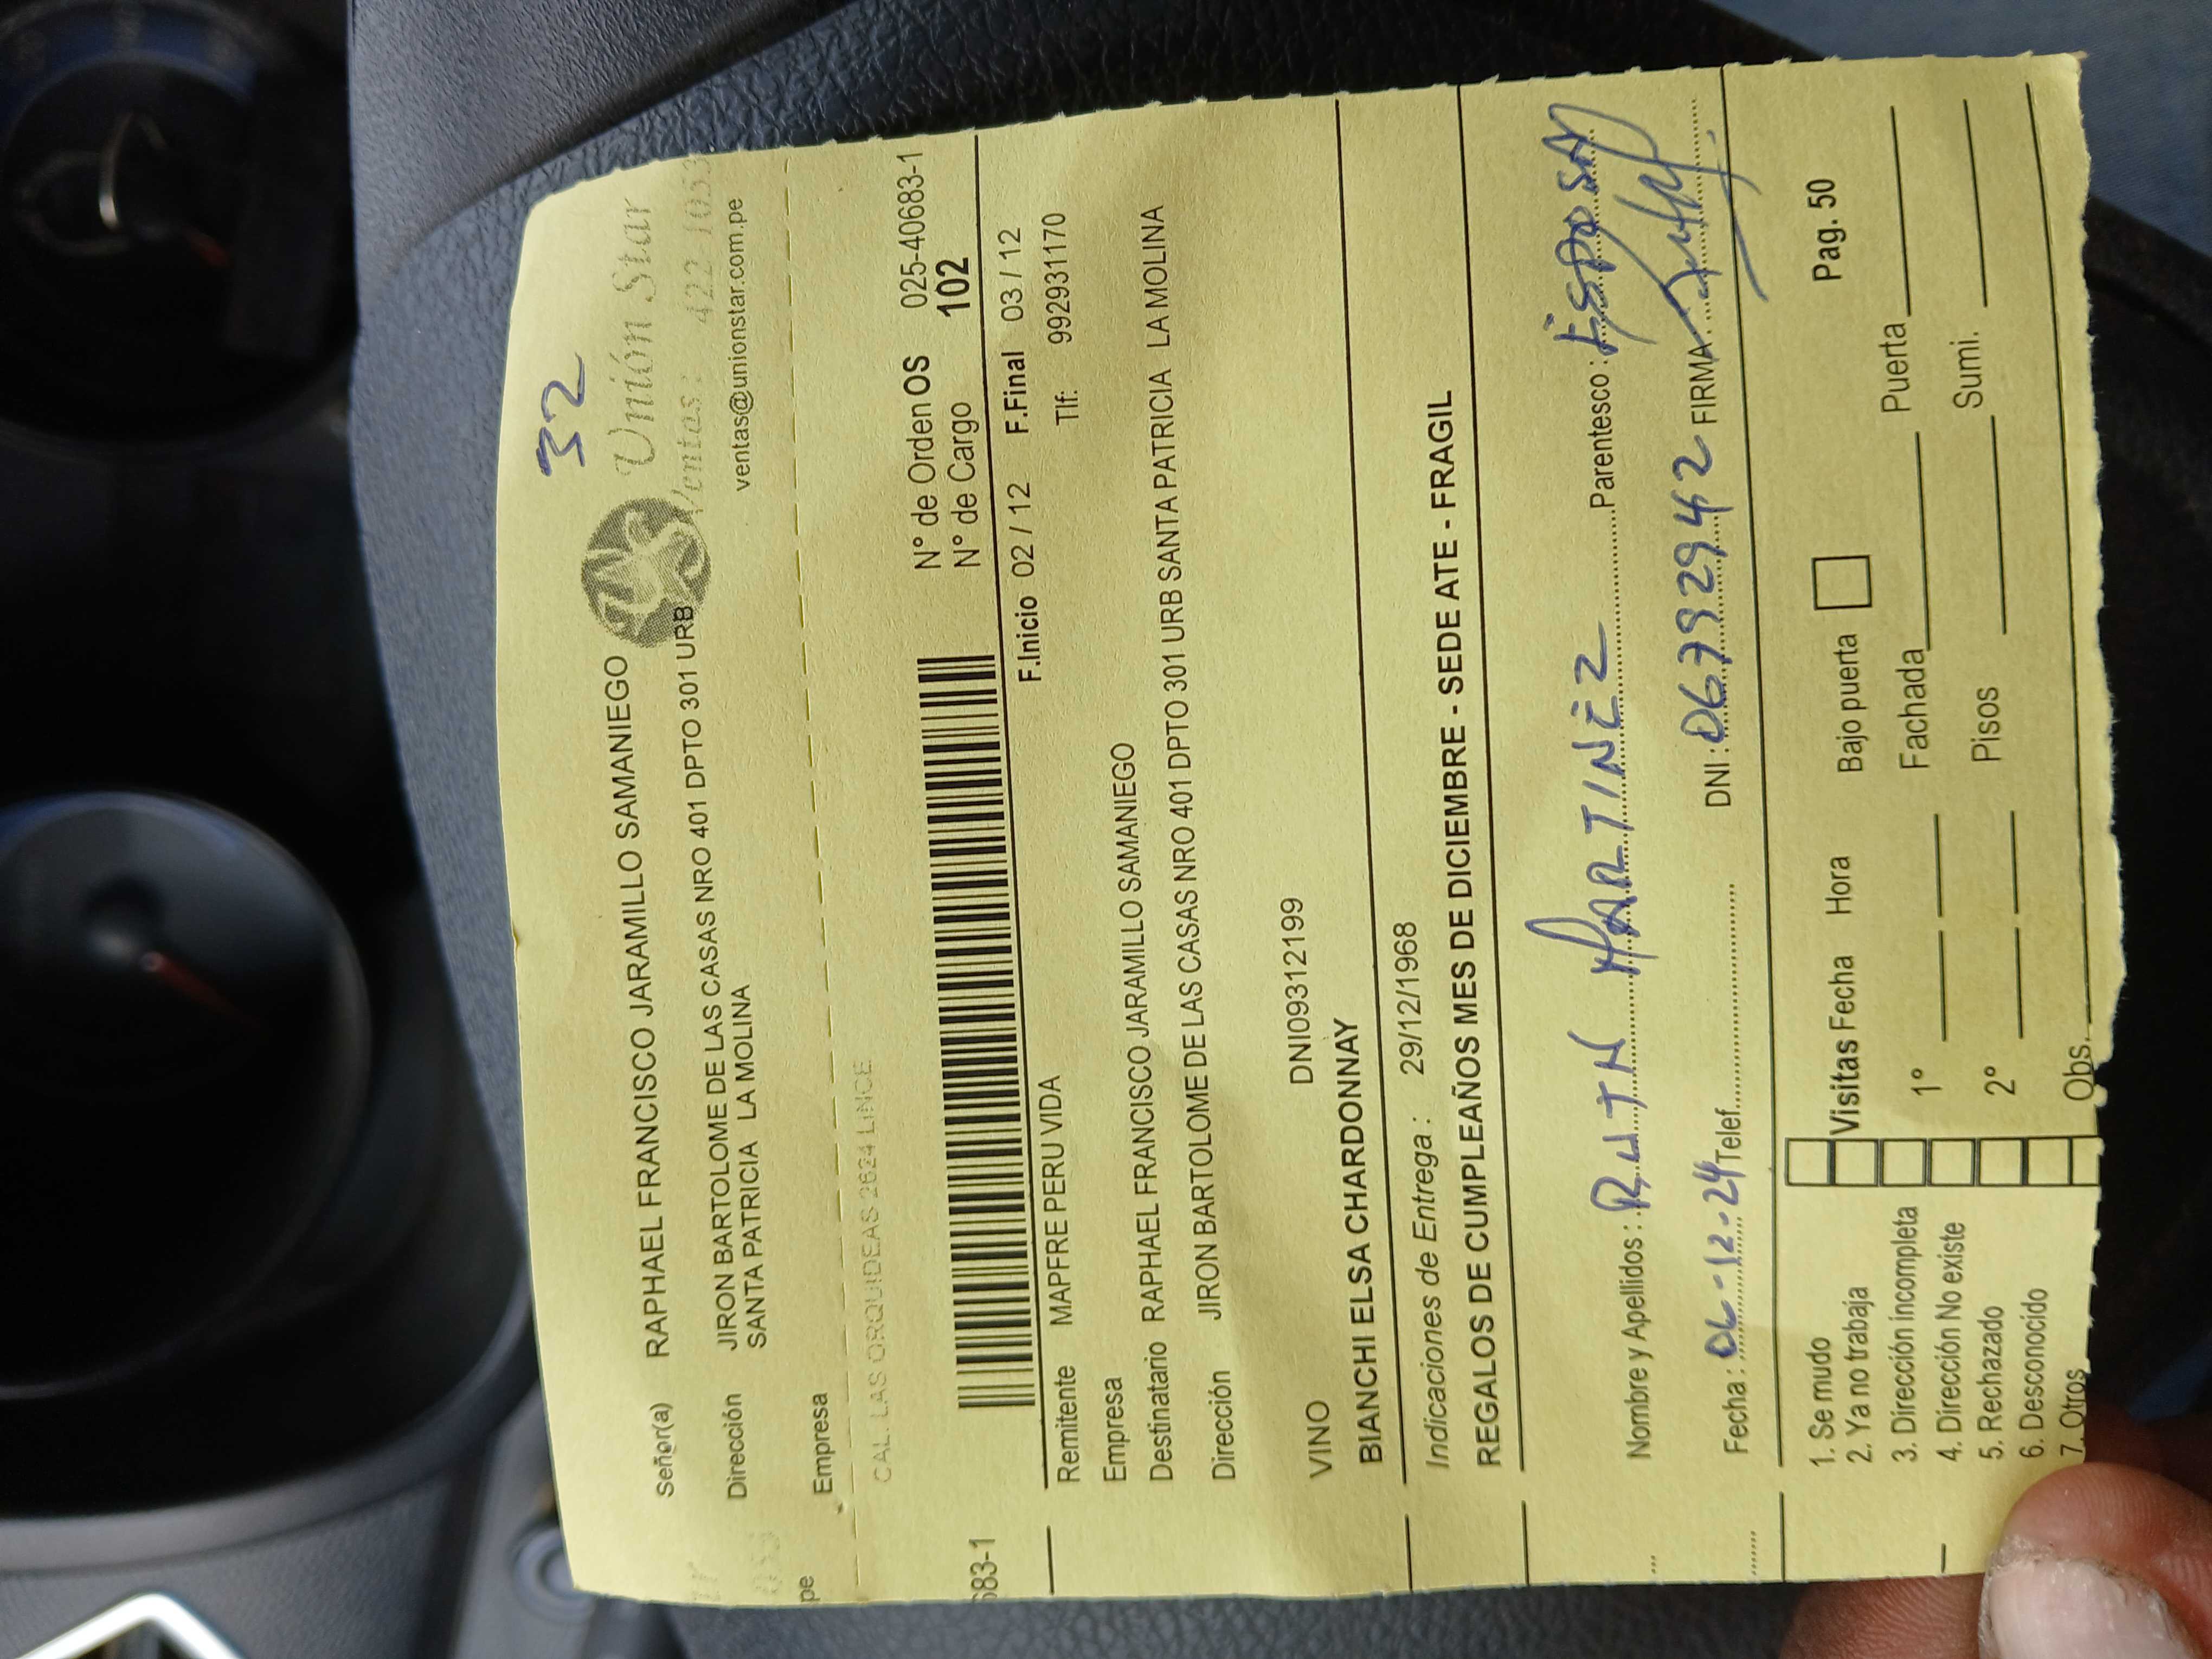 32
Unión Star
Ventas: 422 1053
ventas@unionstar.com.pe
Señor(a) RAPHAEL FRANCISCO JARAMILLO SAMANIEGO
Dirección JIRON BARTOLOME DE LAS CASAS NRO 401 DPTO 301 URB
SANTA PATRICIA LA MOLINA
pe Empresa
CAL. LAS ORQUIDEAS 2624 LINCE
N° de Orden OS 025-40683-1
N° de Cargo 102
683-1
F.Inicio 02 / 12 F.Final 03 / 12
Remitente MAPFRE PERU VIDA Tlf: 992931170
Empresa
Destinatario RAPHAEL FRANCISCO JARAMILLO SAMANIEGO
Dirección JIRON BARTOLOME DE LAS CASAS NRO 401 DPTO 301 URB SANTA PATRICIA LA MOLINA
DNI09312199
VINO
BIANCHI ELSA CHARDONNAY
Indicaciones de Entrega : 29/12/1968
REGALOS DE CUMPLEAÑOS MES DE DICIEMBRE - SEDE ATE - FRAGIL
Nombre y Apellidos : RUTH MARTINEZ Parentesco : ESPOSA
Fecha : 02-12-24 Telef. DNI : 06792942 FIRMA
1. Se mudo
2. Ya no trabaja
3. Dirección incompleta
4. Dirección No existe
5. Rechazado
6. Desconocido
7. Otros
Visitas Fecha Hora Bajo puerta Pag. 50
1° Fachada Puerta
2° Pisos Sumi.
Obs.